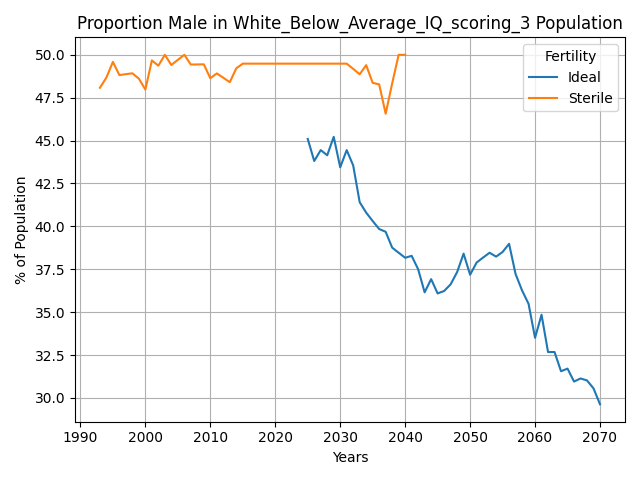 Proportion Male in White_Below_Average_IQ_scoring_3 Population
Fertility
Ideal
Sterile
% of Population
50.0
47.5
45.0
42.5
40.0
37.5
35.0
32.5
30.0
1990 2000 2010 2020 2030 2040 2050 2060 2070
Years